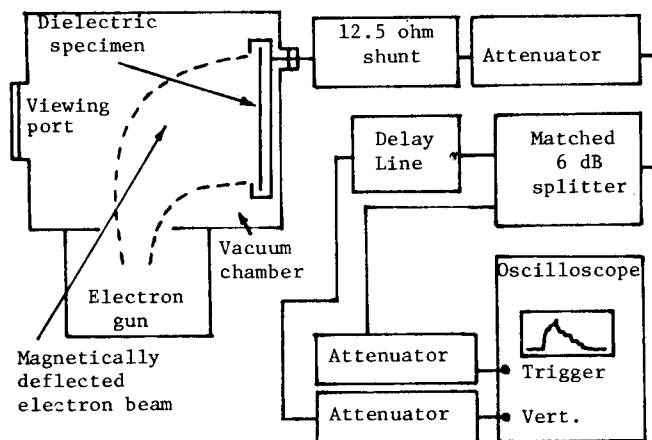 Dielectric
specimen
12.5 ohm
shunt
Attenuator
Viewing
port
Delay
Line
Matched
6 dB
splitter
Vacuum
chamber
Electron
gun
Oscilloscope
Magnetically
deflected
electron beam
Attenuator
Trigger
Attenuator
Vert.